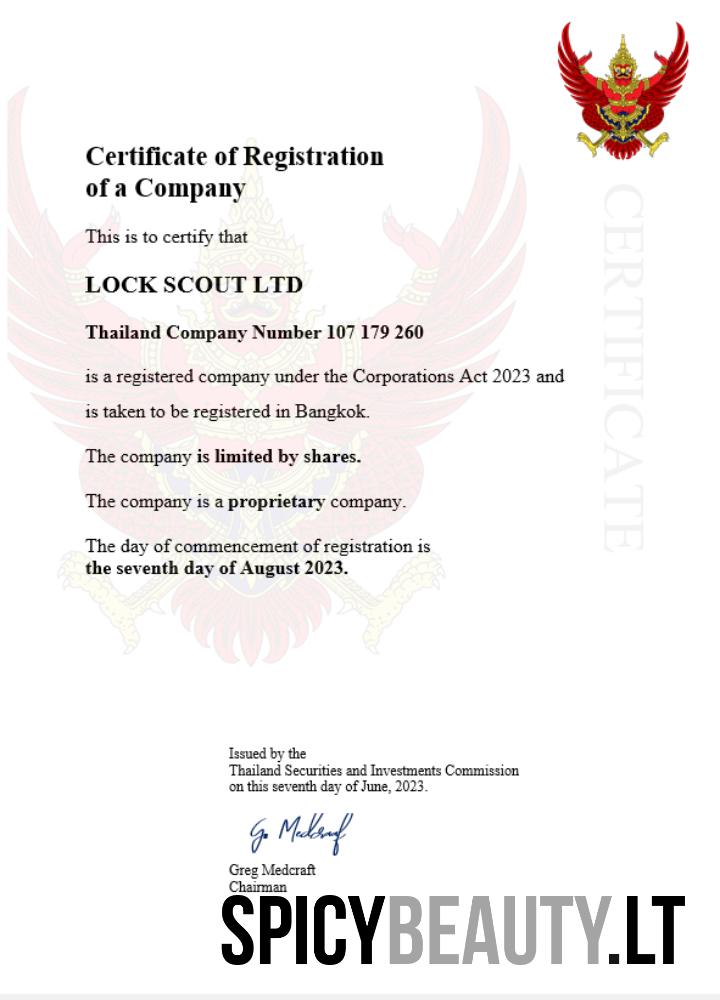 Certificate of Registration
of a Company
This is to certify that
LOCK SCOUT LTD
Thailand Company Number 107 179 260
is a registered company under the Corporations Act 2023 and
is taken to be registered in Bangkok.
The company is limited by shares.
The company is a proprietary company.
The day of commencement of registration is
the seventh day of August 2023.
CERTIFICATE
Issued by the
Thailand Securities and Investments Commission
on this seventh day of June, 2023.
G. Medcraft
Greg Medcraft
Chairman
SPICYBEAUTY.LT